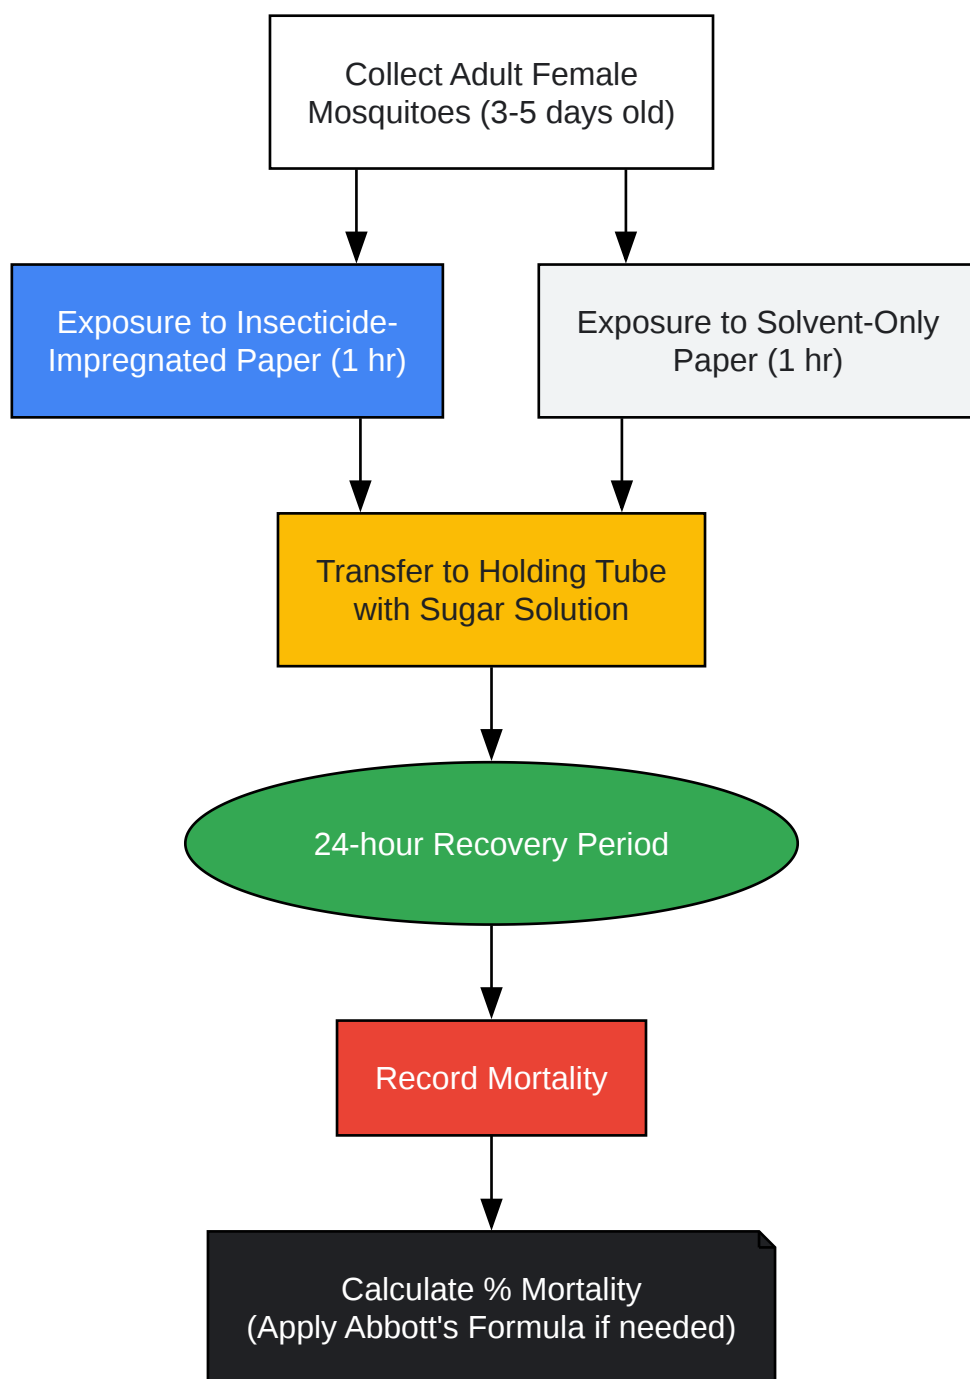 Collect Adult Female
Mosquitoes (3-5 days old)
Exposure to Insecticide-
Impregnated Paper (1 hr)
Exposure to Solvent-Only
Paper (1 hr)
Transfer to Holding Tube
with Sugar Solution
24-hour Recovery Period
Record Mortality
Calculate % Mortality
(Apply Abbott's Formula if needed)